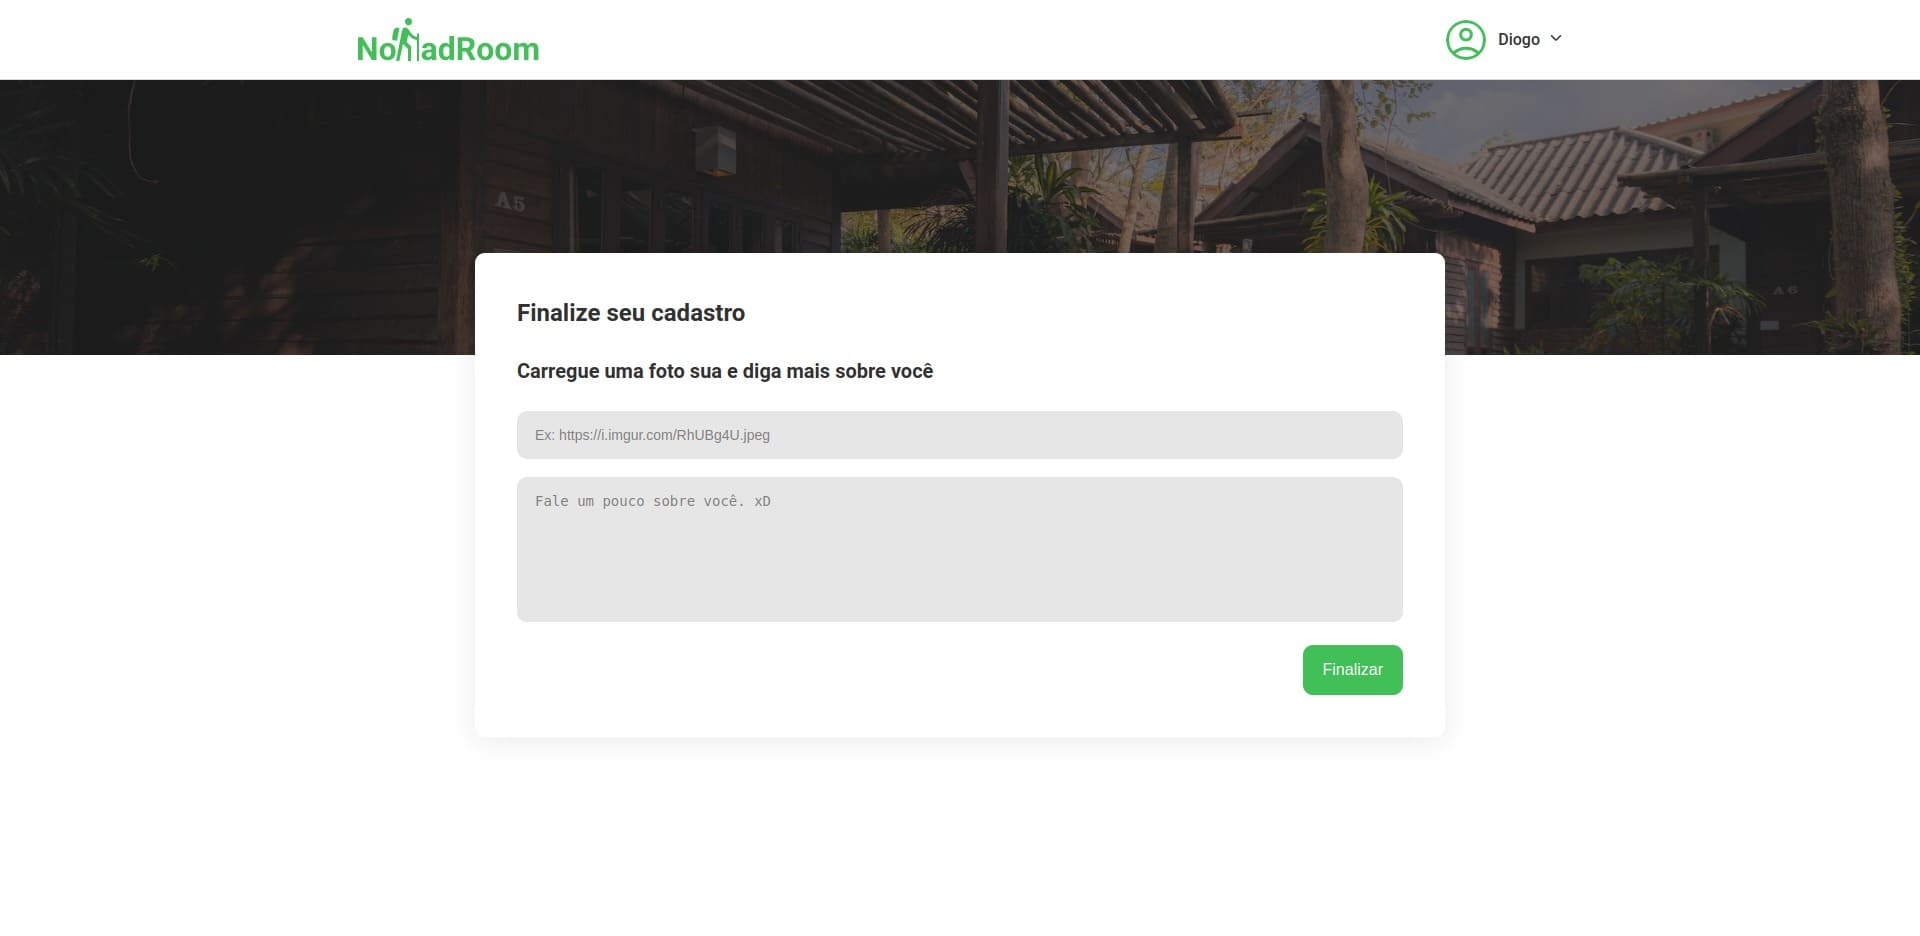 NomadRoom
Diogo
A5
A6
Finalize seu cadastro
Carregue uma foto sua e diga mais sobre você
Ex: https://i.imgur.com/RhUBg4U.jpeg
Fale um pouco sobre você. xD
Finalizar